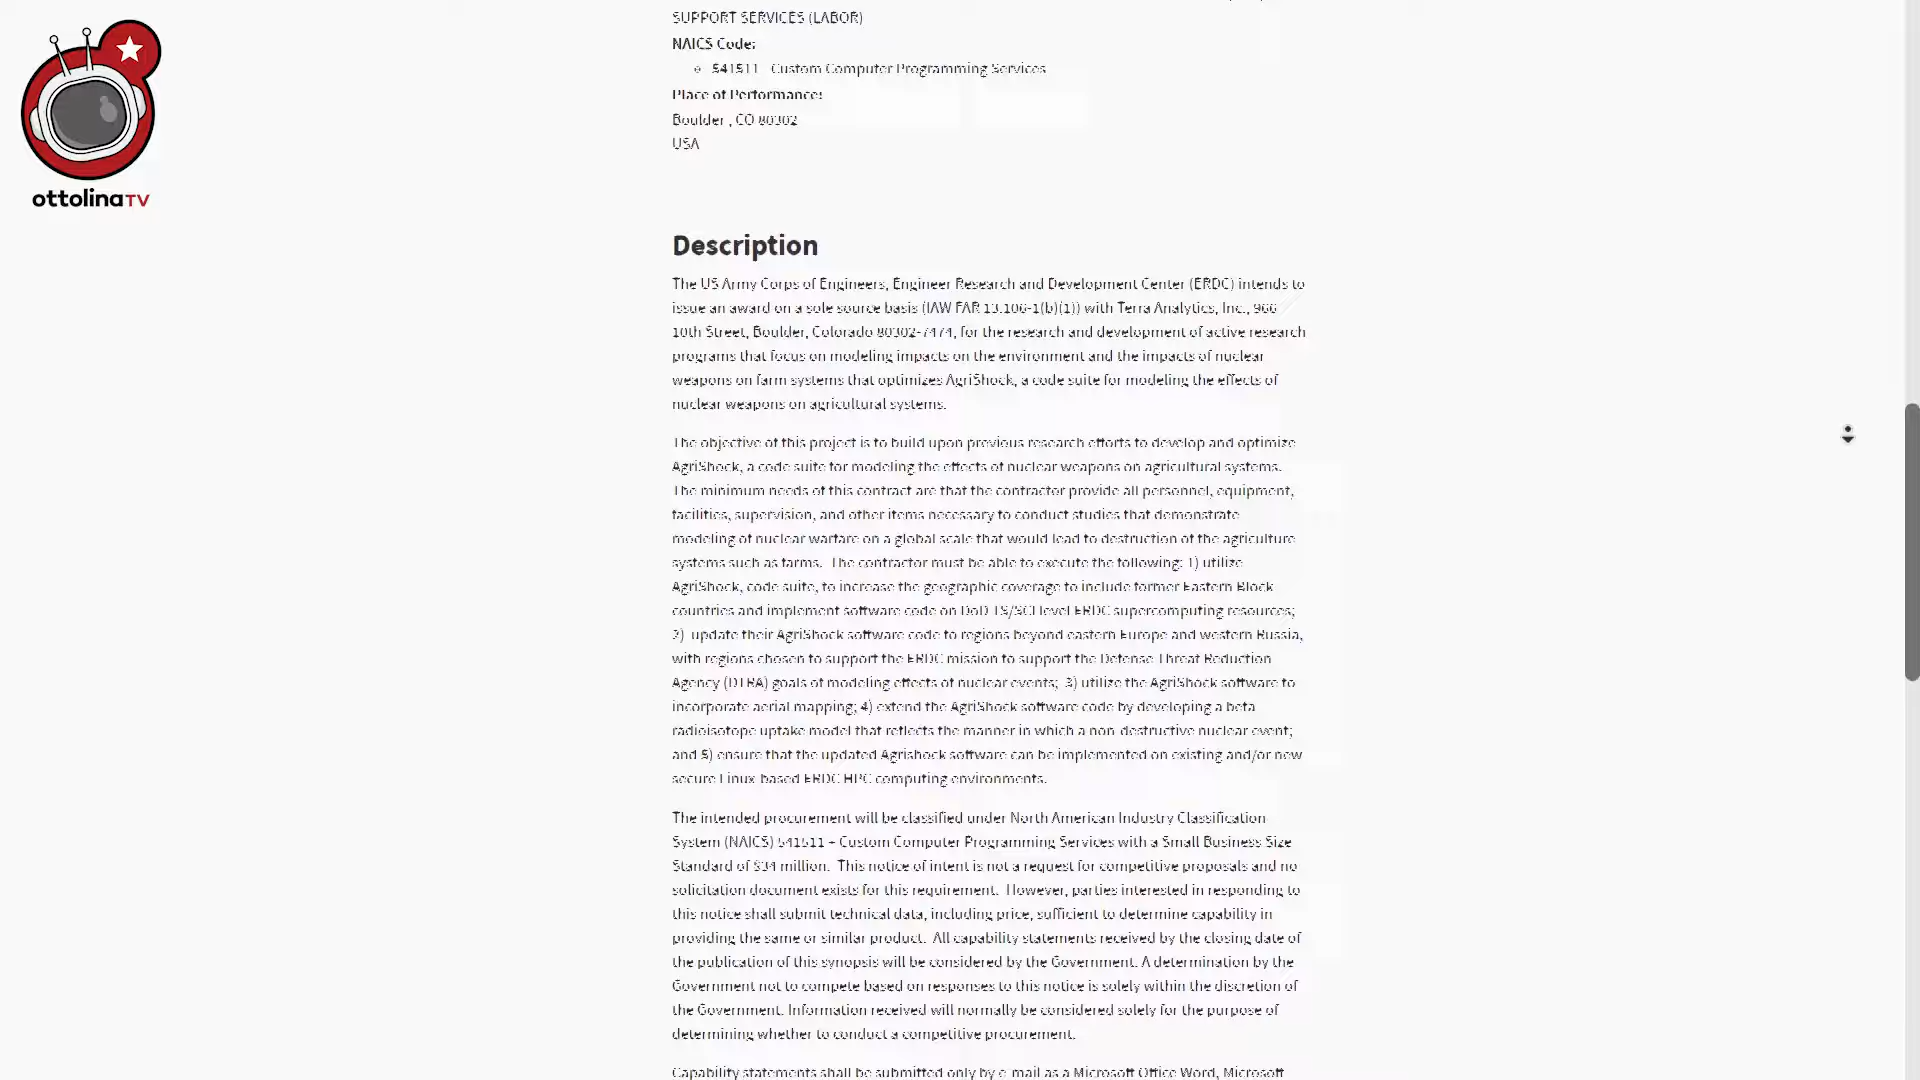 SUPPORT SERVICES (LABOR)
NAICS Code:
541511 - Custom Computer Programming Services
Place of Performance:
Boulder , CO 80302
USA
ottolinaTV
Description
The US Army Corps of Engineers, Engineer Research and Development Center (ERDC) intends to
issue an award on a sole source basis (IAW FAR 13.106-1(b)(1)) with Terra Analytics, Inc., 966
10th Street, Boulder, Colorado 80302-7474, for the research and development of active research
programs that focus on modeling impacts on the environment and the impacts of nuclear
weapons on farm systems that optimizes AgriShock, a code suite for modeling the effects of
nuclear weapons on agricultural systems.
The objective of this project is to build upon previous research efforts to develop and optimize
AgriShock, a code suite for modeling the effects of nuclear weapons on agricultural systems.
The minimum needs of this contract are that the contractor provide all personnel, equipment,
facilities, supervision, and other items necessary to conduct studies that demonstrate
modeling of nuclear warfare on a global scale that would lead to destruction of the agriculture
systems such as farms. The contractor must be able to execute the following: 1) utilize
AgriShock, code suite, to increase the geographic coverage to include former Eastern Block
countries and implement software code on DoD TS/SCI level ERDC supercomputing resources;
2) update their AgriShock software code to regions beyond eastern Europe and western Russia,
with regions chosen to support the ERDC mission to support the Defense Threat Reduction
Agency (DTRA) goals of modeling effects of nuclear events; 3) utilize the AgriShock software to
incorporate aerial mapping; 4) extend the AgriShock software code by developing a beta
radioisotope uptake model that reflects the manner in which a non-destructive nuclear event;
and 5) ensure that the updated Agrishock software can be implemented on existing and/or new
secure Linux-based ERDC HPC computing environments.
The intended procurement will be classified under North American Industry Classification
System (NAICS) 541511 - Custom Computer Programming Services with a Small Business Size
Standard of $34 million. This notice of intent is not a request for competitive proposals and no
solicitation document exists for this requirement. However, parties interested in responding to
this notice shall submit technical data, including price, sufficient to determine capability in
providing the same or similar product. All capability statements received by the closing date of
the publication of this synopsis will be considered by the Government. A determination by the
Government not to compete based on responses to this notice is solely within the discretion of
the Government. Information received will normally be considered solely for the purpose of
determining whether to conduct a competitive procurement.
Capability statements shall be submitted only by e-mail as a Microsoft Office Word, Microsoft